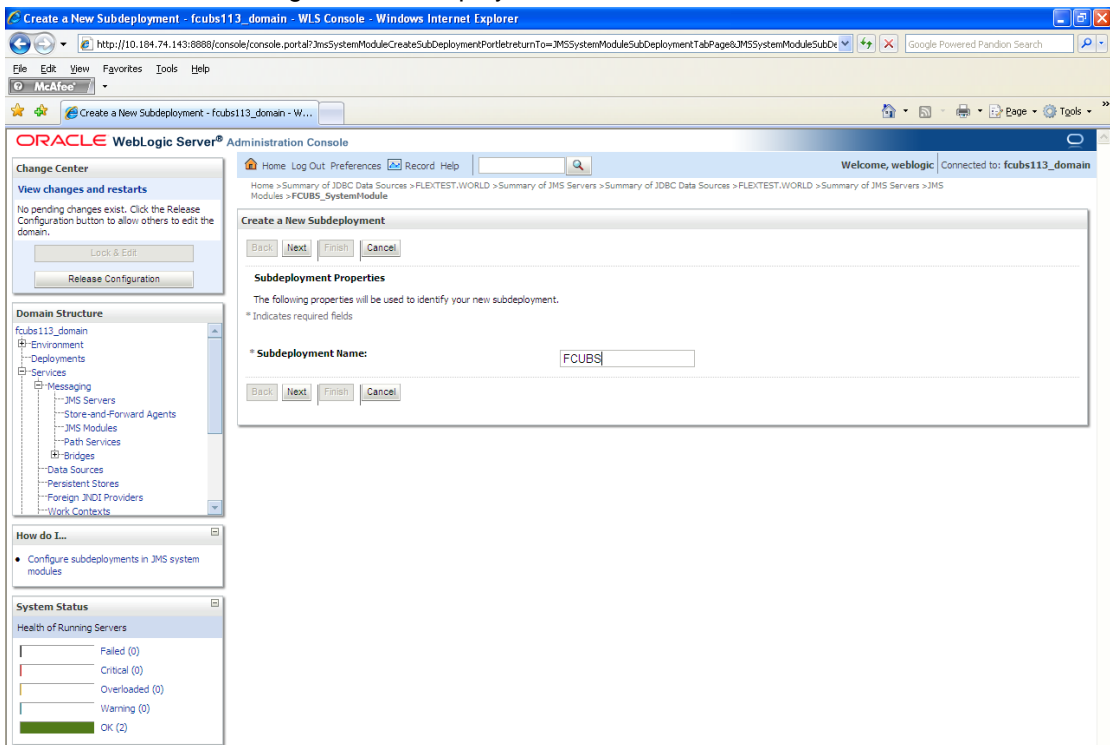 Create a New Subdeployment - fcubs113_domain - WLS Console - Windows Internet Explorer
http://10.184.74.143:8888/console/console.portal?JmsSystemModuleCreateSubDeploymentPortletreturnTo=JMSSystemModuleSubDeploymentTabPage&JMSSystemModuleSubDe
Google Powered Pandion Search
File Edit View Favorites Tools Help
McAfee
Create a New Subdeployment - fcubs113_domain - W...
Page Tools
ORACLE WebLogic Server® Administration Console
Change Center
View changes and restarts
No pending changes exist. Click the Release
Configuration button to allow others to edit the
domain.
Lock & Edit
Release Configuration
Domain Structure
fcubs113_domain
Environment
Deployments
Services
Messaging
JMS Servers
Store-and-Forward Agents
JMS Modules
Path Services
Bridges
Data Sources
Persistent Stores
Foreign JNDI Providers
Work Contexts
How do I...
Configure subdeployments in JMS system
modules
System Status
Health of Running Servers
Failed (0)
Critical (0)
Overloaded (0)
Warning (0)
OK (2)
Home Log Out Preferences Record Help
Welcome, weblogic Connected to: fcubs113_domain
Home >Summary of JDBC Data Sources >FLEXTEST.WORLD >Summary of JMS Servers >Summary of JDBC Data Sources >FLEXTEST.WORLD >Summary of JMS Servers >JMS
Modules >FCUBS_SystemModule
Create a New Subdeployment
Back Next Finish Cancel
Subdeployment Properties
The following properties will be used to identify your new subdeployment.
* Indicates required fields
* Subdeployment Name: FCUBS
Back Next Finish Cancel